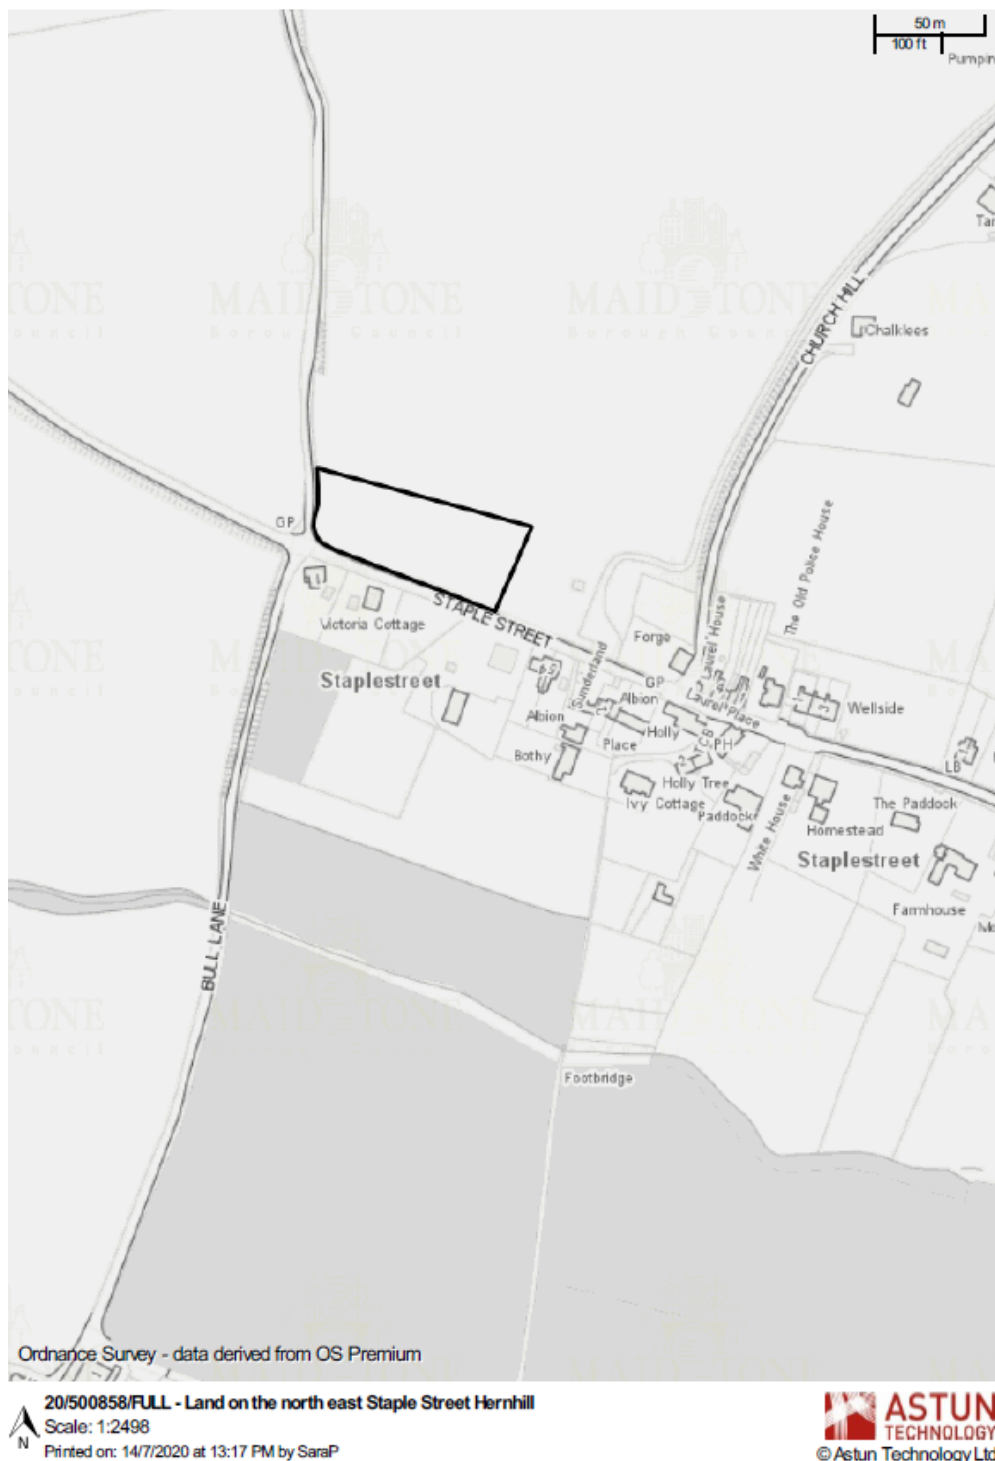 50 m
100 ft
Pumpin
Tar
CHURCH HILL
Chalklees
GP
The Old Police House
STAPLE STREET
Victoria Cottage
Forge
Laurel House
Sunderland
Staplestreet
GP
Albion
Laurel Place
Wellside
Albion
Holly
Place
TCB
PH
Bothy
LB
Holly Tree
Ivy Cottage
Paddock
The Paddock
White House
Homestead
Staplestreet
Farmhouse
BULL LANE
Footbridge
MAIDSTONE
Borough Council
Ordnance Survey - data derived from OS Premium
20/500858/FULL - Land on the north east Staple Street Hernhill
Scale: 1:2498
N
Printed on: 14/7/2020 at 13:17 PM by SaraP
ASTUN
TECHNOLOGY
© Astun Technology Ltd